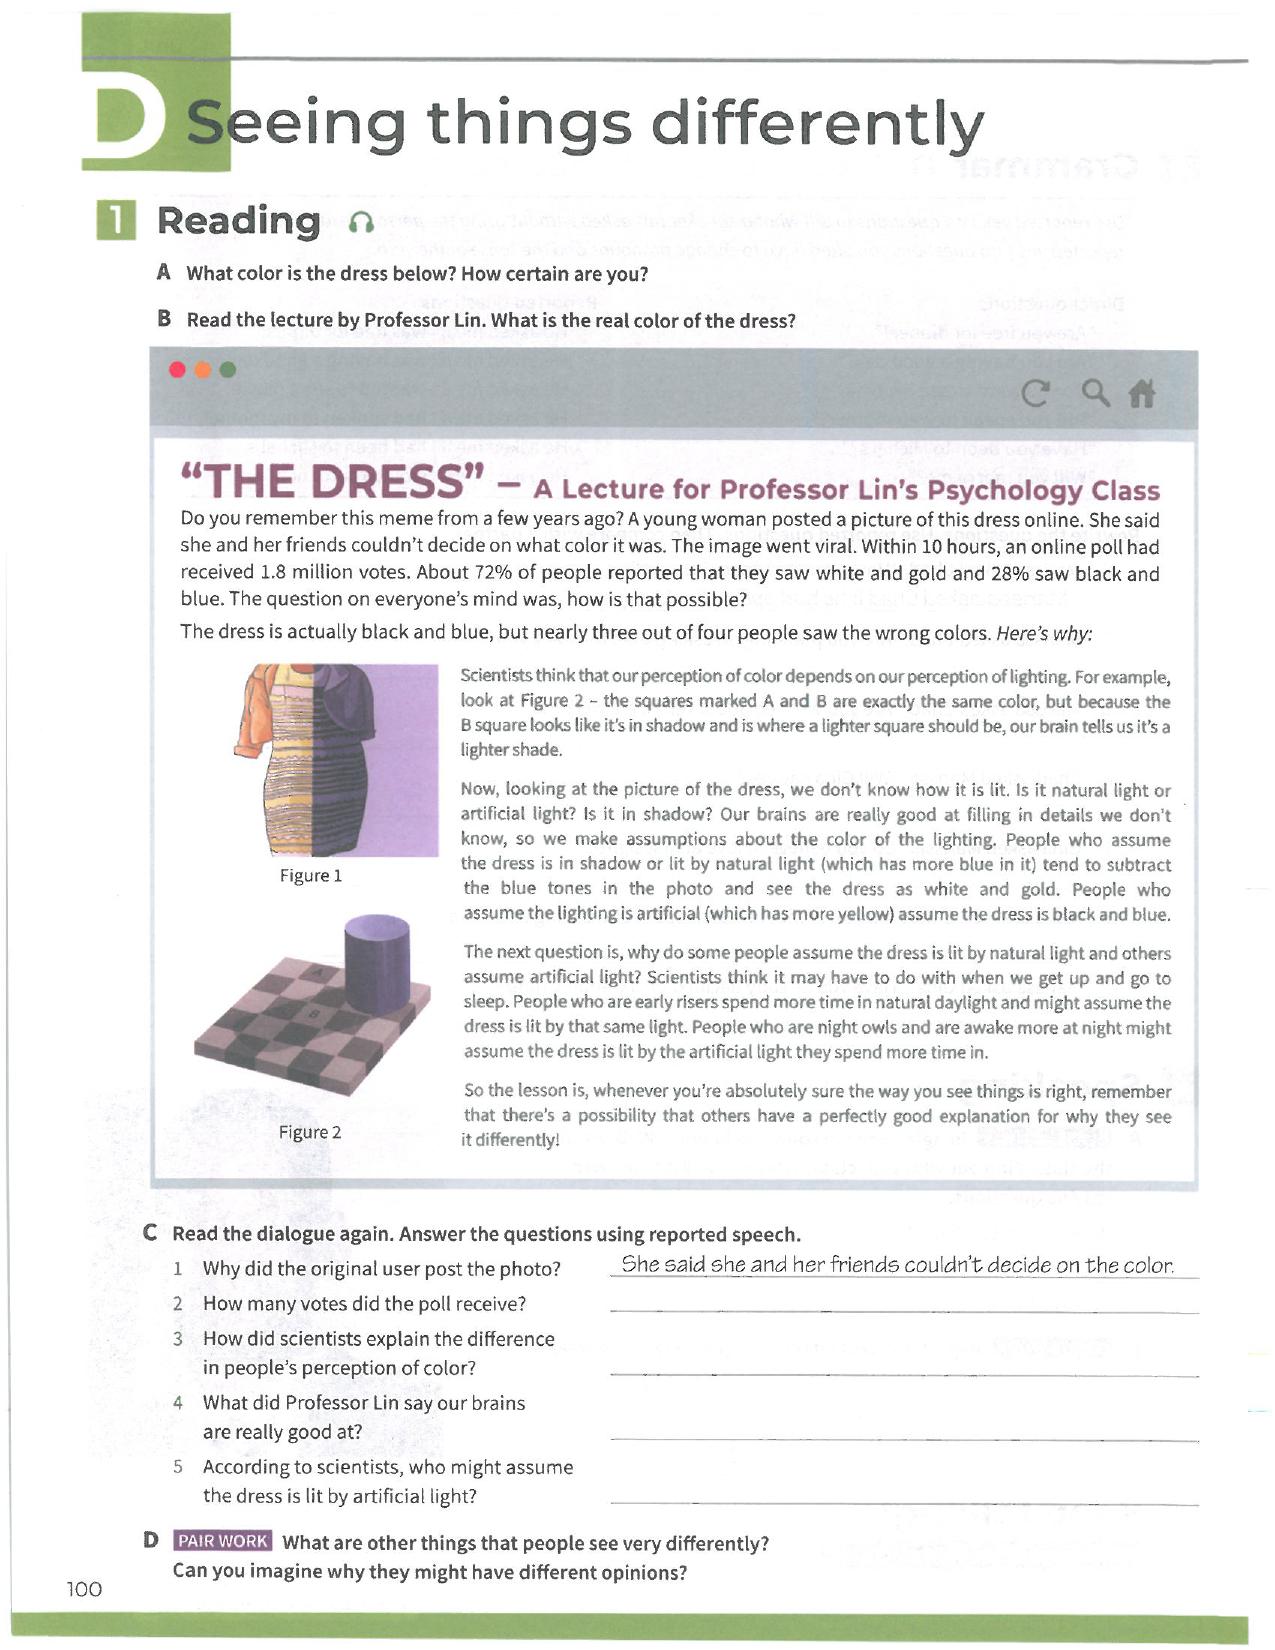 D Seeing things differently
1 Reading
A What color is the dress below? How certain are you?
B Read the lecture by Professor Lin. What is the real color of the dress?
“THE DRESS” – A Lecture for Professor Lin’s Psychology Class
Do you remember this meme from a few years ago? A young woman posted a picture of this dress online. She said
she and her friends couldn’t decide on what color it was. The image went viral. Within 10 hours, an online poll had
received 1.8 million votes. About 72% of people reported that they saw white and gold and 28% saw black and
blue. The question on everyone’s mind was, how is that possible?
The dress is actually black and blue, but nearly three out of four people saw the wrong colors. Here’s why:
Scientists think that our perception of color depends on our perception of lighting. For example,
look at Figure 2 – the squares marked A and B are exactly the same color, but because the
B square looks like it’s in shadow and is where a lighter square should be, our brain tells us it’s a
lighter shade.
Now, looking at the picture of the dress, we don’t know how it is lit. Is it natural light or
artificial light? Is it in shadow? Our brains are really good at filling in details we don’t
know, so we make assumptions about the color of the lighting. People who assume
the dress is in shadow or lit by natural light (which has more blue in it) tend to subtract
the blue tones in the photo and see the dress as white and gold. People who
assume the lighting is artificial (which has more yellow) assume the dress is black and blue.
Figure 1
The next question is, why do some people assume the dress is lit by natural light and others
assume artificial light? Scientists think it may have to do with when we get up and go to
sleep. People who are early risers spend more time in natural daylight and might assume the
dress is lit by that same light. People who are night owls and are awake more at night might
assume the dress is lit by the artificial light they spend more time in.
So the lesson is, whenever you’re absolutely sure the way you see things is right, remember
that there’s a possibility that others have a perfectly good explanation for why they see
it differently!
A
B
Figure 2
C Read the dialogue again. Answer the questions using reported speech.
1 Why did the original user post the photo? She said she and her friends couldn’t decide on the color.
2 How many votes did the poll receive?
3 How did scientists explain the difference
in people’s perception of color?
4 What did Professor Lin say our brains
are really good at?
5 According to scientists, who might assume
the dress is lit by artificial light?
D PAIR WORK What are other things that people see very differently?
Can you imagine why they might have different opinions?
100